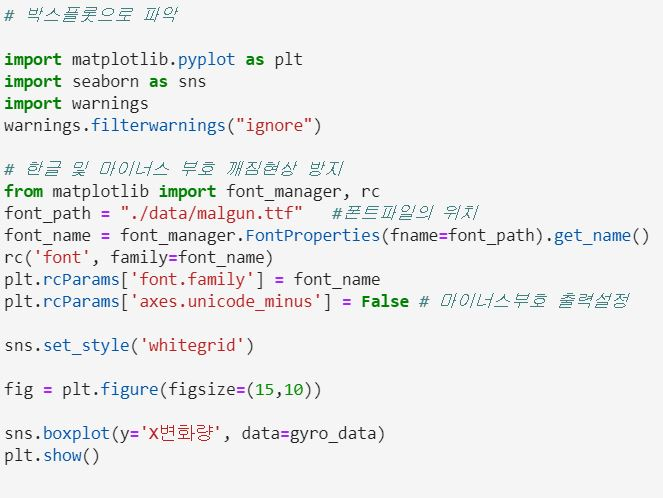 # 박스플롯으로 파악
import matplotlib.pyplot as plt
import seaborn as sns
import warnings
warnings.filterwarnings("ignore")
# 한글 및 마이너스 부호 깨짐현상 방지
from matplotlib import font_manager, rc
font_path = "./data/malgun.ttf"   #폰트파일의 위치
font_name = font_manager.FontProperties(fname=font_path).get_name()
rc('font', family=font_name)
plt.rcParams['font.family'] = font_name
plt.rcParams['axes.unicode_minus'] = False # 마이너스부호 출력설정
sns.set_style('whitegrid')
fig = plt.figure(figsize=(15,10))
sns.boxplot(y='X변화량', data=gyro_data)
plt.show()